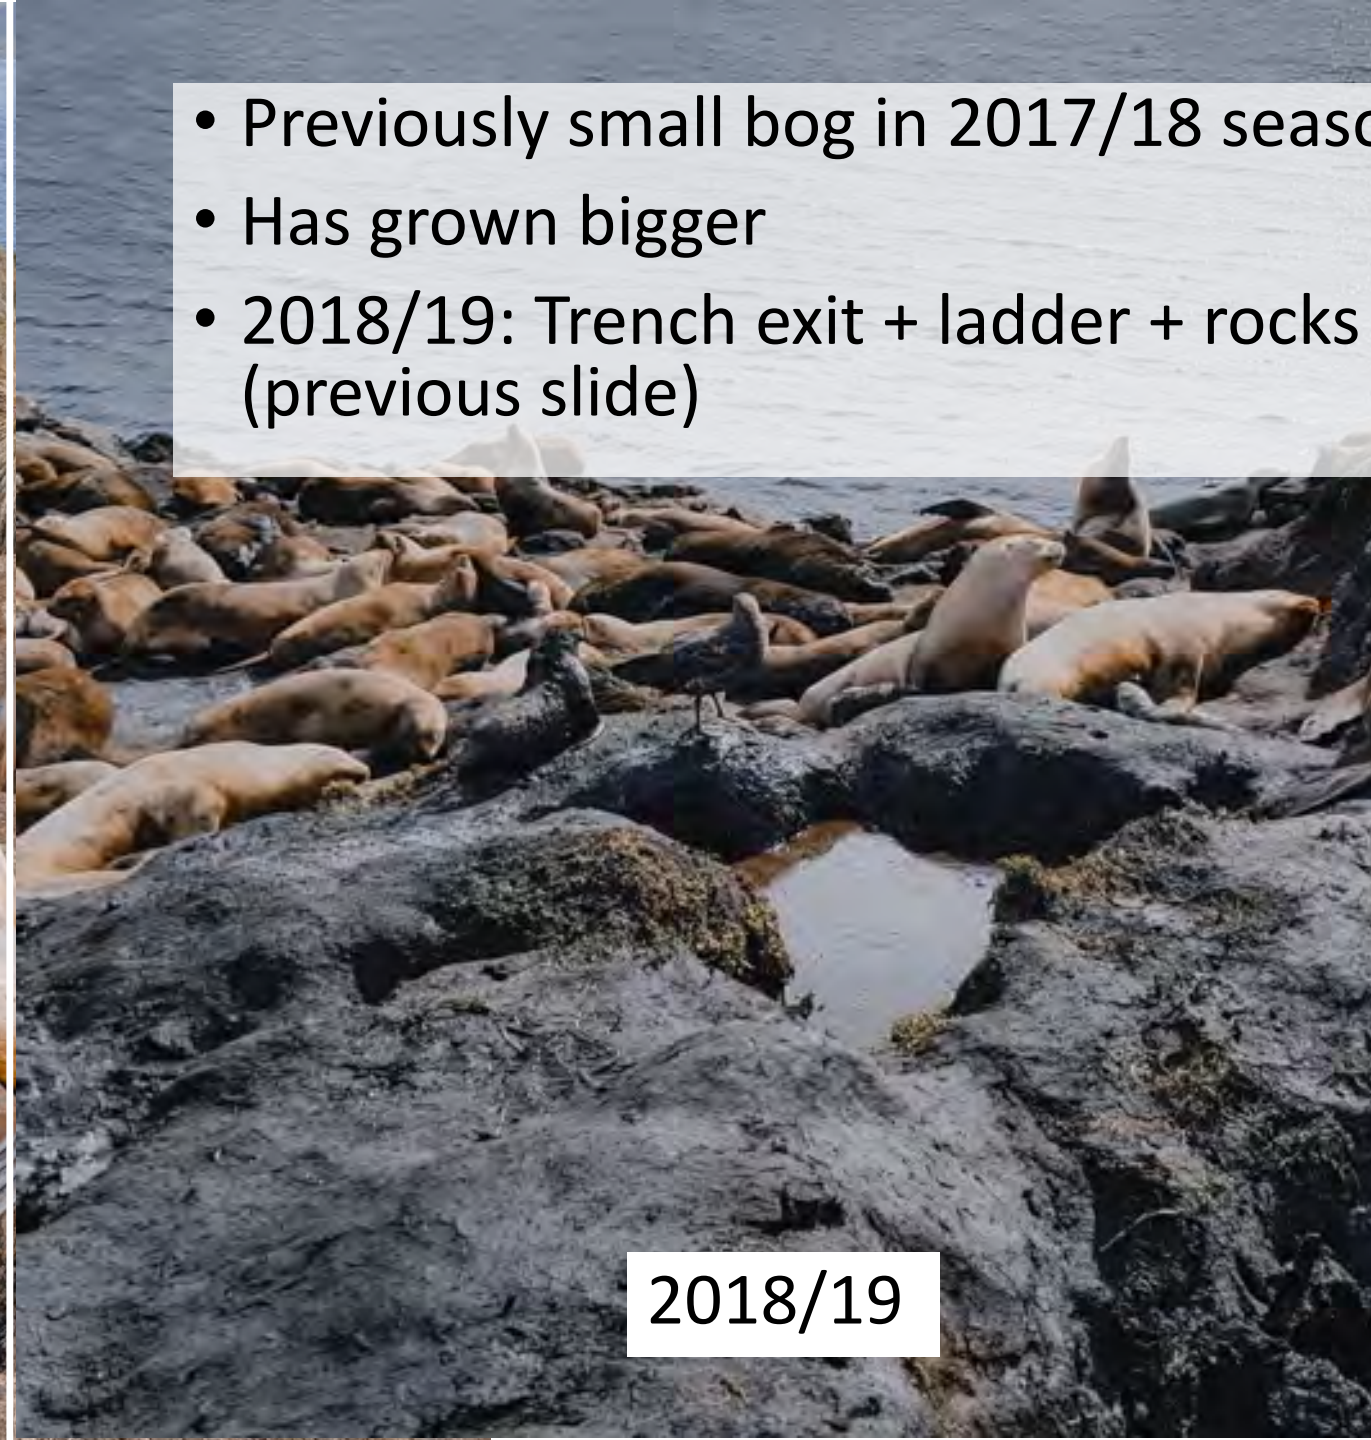 • Previously small bog in 2017/18
• Has grown bigger
• 2018/19: Trench exit + ladder + rocks
(previous slide)
2018/19